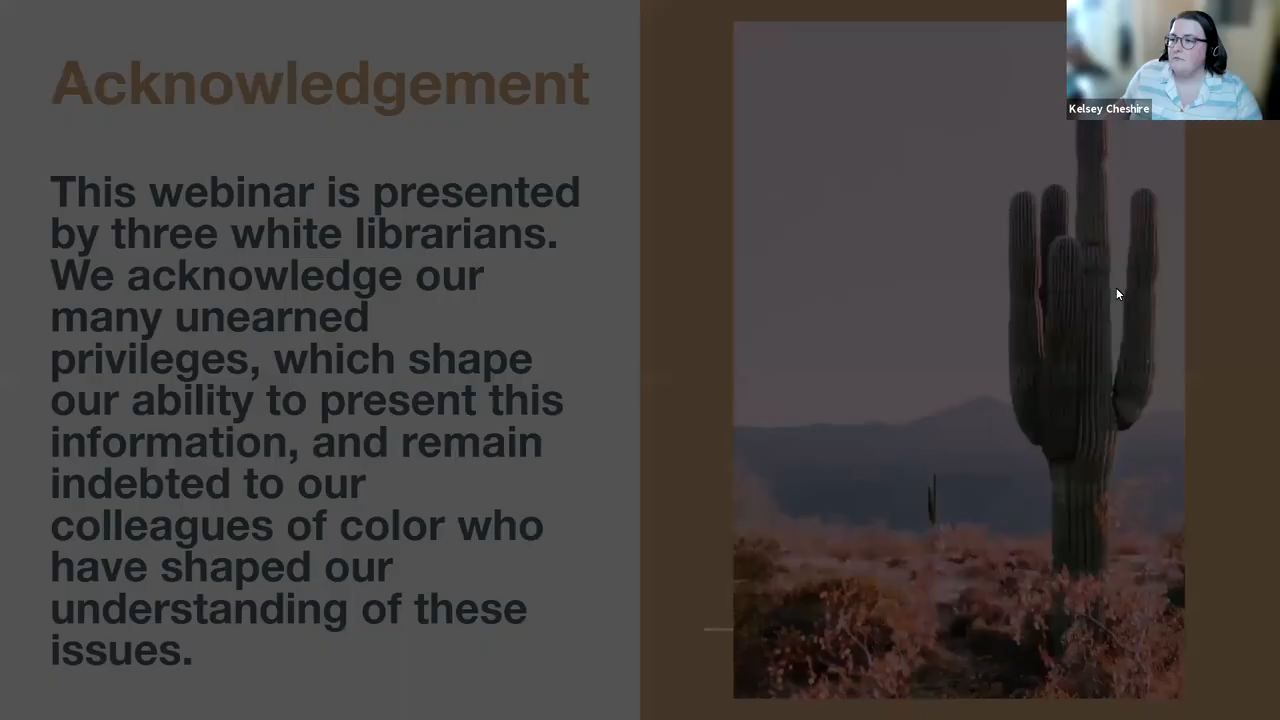 Acknowledgement
This webinar is presented
by three white librarians.
We acknowledge our
many unearned
privileges, which shape
our ability to present this
information, and remain
indebted to our
colleagues of color who
have shaped our
understanding of these
issues.
Kelsey Cheshire